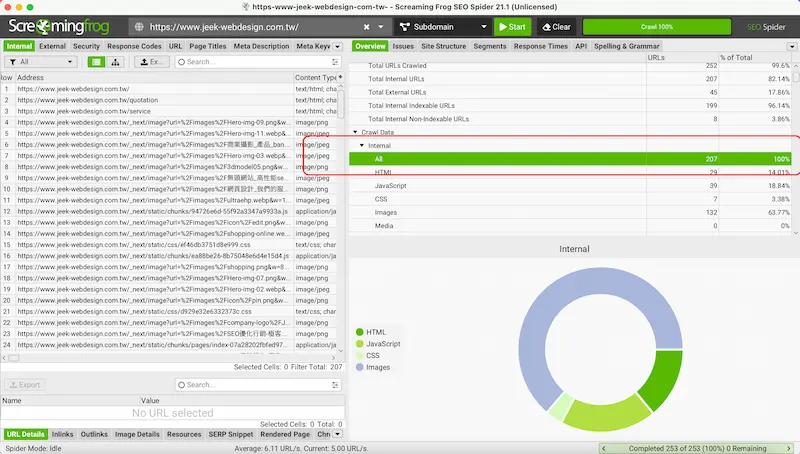 https-www-jeek-webdesign-com-tw- - Screaming Frog SEO Spider 21.1 (Unlicensed)
Screamingfrog
https://www.jeek-webdesign.com.tw/
Subdomain
Start
Clear
Crawl 100%
SEO Spider
Internal External Security Response Codes URL Page Titles Meta Description Meta Keyw
Overview Issues Site Structure Segments Response Times API Spelling & Grammar
All
Ex...
Search...
Row Address Content Type
1 https://www.jeek-webdesign.com.tw/ text/html; chai
2 https://www.jeek-webdesign.com.tw/quotation text/html; chai
3 https://www.jeek-webdesign.com.tw/service text/html; chai
4 https://www.jeek-webdesign.com.tw/_next/image?url=%2Fimages%2FHero-img-09.png&w... image/png
5 https://www.jeek-webdesign.com.tw/_next/image?url=%2Fimages%2FHero-img-11.webp&... image/jpeg
6 https://www.jeek-webdesign.com.tw/_next/image?url=%2Fimages%2F商業攝影_產品_ban... image/jpeg
7 https://www.jeek-webdesign.com.tw/_next/image?url=%2Fimages%2FHero-img-03.webp&... image/jpeg
8 https://www.jeek-webdesign.com.tw/_next/image?url=%2Fimages%2F3dmodel05.png&w... image/png
9 https://www.jeek-webdesign.com.tw/_next/image?url=%2Fimages%2F無頭網站_高性能se... image/jpeg
10 https://www.jeek-webdesign.com.tw/_next/image?url=%2Fimages%2F網頁設計_我們的服... image/jpeg
11 https://www.jeek-webdesign.com.tw/_next/image?url=%2Fimages%2Fultraehp.webp&w=1... image/jpeg
12 https://www.jeek-webdesign.com.tw/_next/static/chunks/94726e6d-55f92a3347a9933a.js application/ja
13 https://www.jeek-webdesign.com.tw/_next/image?url=%2Fimages%2Ficon%2Fedit.png&w... image/png
14 https://www.jeek-webdesign.com.tw/_next/image?url=%2Fimages%2Fshopping-online.we... image/png
15 https://www.jeek-webdesign.com.tw/_next/static/css/ef46db3751d8e999.css text/css; char
16 https://www.jeek-webdesign.com.tw/_next/static/chunks/ea88be26-8b75048e6d4e15d4.js application/ja
17 https://www.jeek-webdesign.com.tw/_next/image?url=%2Fimages%2Fshopping.png&w=8... image/png
18 https://www.jeek-webdesign.com.tw/_next/image?url=%2Fimages%2FHero-img-07.png&w... image/png
19 https://www.jeek-webdesign.com.tw/_next/image?url=%2Fimages%2FHero-img-02.webp&... image/jpeg
20 https://www.jeek-webdesign.com.tw/_next/image?url=%2Fimages%2Ficon%2Fpin.png&w... image/png
21 https://www.jeek-webdesign.com.tw/_next/static/css/d929e32e6332373c.css text/css; char
22 https://www.jeek-webdesign.com.tw/_next/image?url=%2Fimages%2Fcompany-logo%2FJ... image/png
23 https://www.jeek-webdesign.com.tw/_next/image?url=%2Fimages%2FSEO優化行銷-極客... image/jpeg
24 https://www.jeek-webdesign.com.tw/_next/static/chunks/pages/index-07a28202fbfed97... application/ja
Selected Cells: 0 Filter Total: 207
Export
Search...
Name Value
No URL selected
Selected Cells: 0 Total: 0
URL Details Inlinks Outlinks Image Details Resources SERP Snippet Rendered Page Chr
URLs % of Total
Total URLs Crawled 252 99.6%
Total Internal URLs 207 82.14%
Total External URLs 45 17.86%
Total Internal Indexable URLs 199 96.14%
Total Internal Non-Indexable URLs 8 3.86%
Crawl Data
Internal
All 207 100%
HTML 29 14.01%
JavaScript 39 18.84%
CSS 7 3.38%
Images 132 63.77%
Media 0 0%
Internal
HTML
JavaScript
CSS
Images
Spider Mode: Idle
Average: 6.11 URL/s. Current: 5.00 URL/s.
Completed 253 of 253 (100%) 0 Remaining